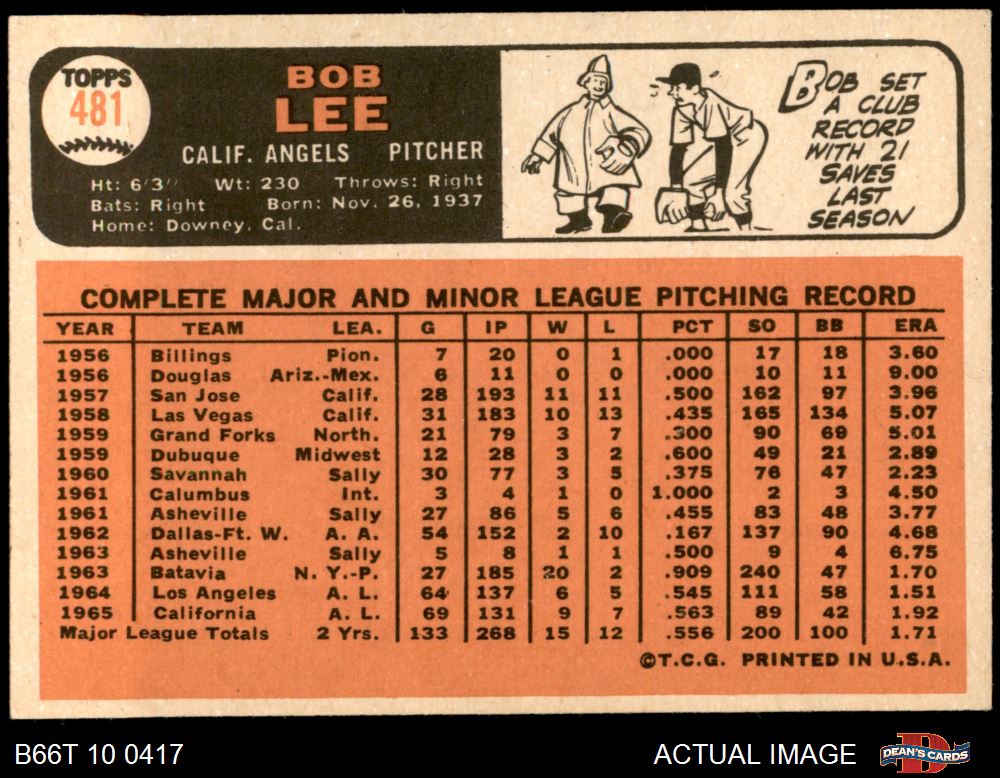 TOPPS
481
BOB
LEE
CALIF. ANGELS PITCHER
Ht: 6'3" Wt: 230 Throws: Right
Bats: Right Born: Nov. 26, 1937
Home: Downey, Cal.
BOB SET
A CLUB
RECORD
WITH 21
SAVES
LAST
SEASON
COMPLETE MAJOR AND MINOR LEAGUE PITCHING RECORD
YEAR TEAM LEA. G IP W L PCT SO BB ERA
1956 Billings Pion. 7 20 0 1 .000 17 18 3.60
1956 Douglas Ariz.-Mex. 6 11 0 0 .000 10 11 9.00
1957 San Jose Calif. 28 193 11 11 .500 162 97 3.96
1958 Las Vegas Calif. 31 183 10 13 .435 165 134 5.07
1959 Grand Forks North. 21 79 3 7 .300 90 69 5.01
1959 Dubuque Midwest 12 28 3 2 .600 49 21 2.89
1960 Savannah Sally 30 77 3 5 .375 76 47 2.23
1961 Calumbus Int. 3 4 1 0 1.000 2 3 4.50
1961 Asheville Sally 27 86 5 6 .455 83 48 3.77
1962 Dallas-Ft. W. A. A. 54 152 2 10 .167 137 90 4.68
1963 Asheville Sally 5 8 1 1 .500 9 4 6.75
1963 Batavia N. Y.-P. 27 185 20 2 .909 240 47 1.70
1964 Los Angeles A. L. 64 137 6 5 .545 111 58 1.51
1965 California A. L. 69 131 9 7 .563 89 42 1.92
Major League Totals 2 Yrs. 133 268 15 12 .556 200 100 1.71
©T.C.G. PRINTED IN U.S.A.
B66T 10 0417 ACTUAL IMAGE DEAN'S CARDS